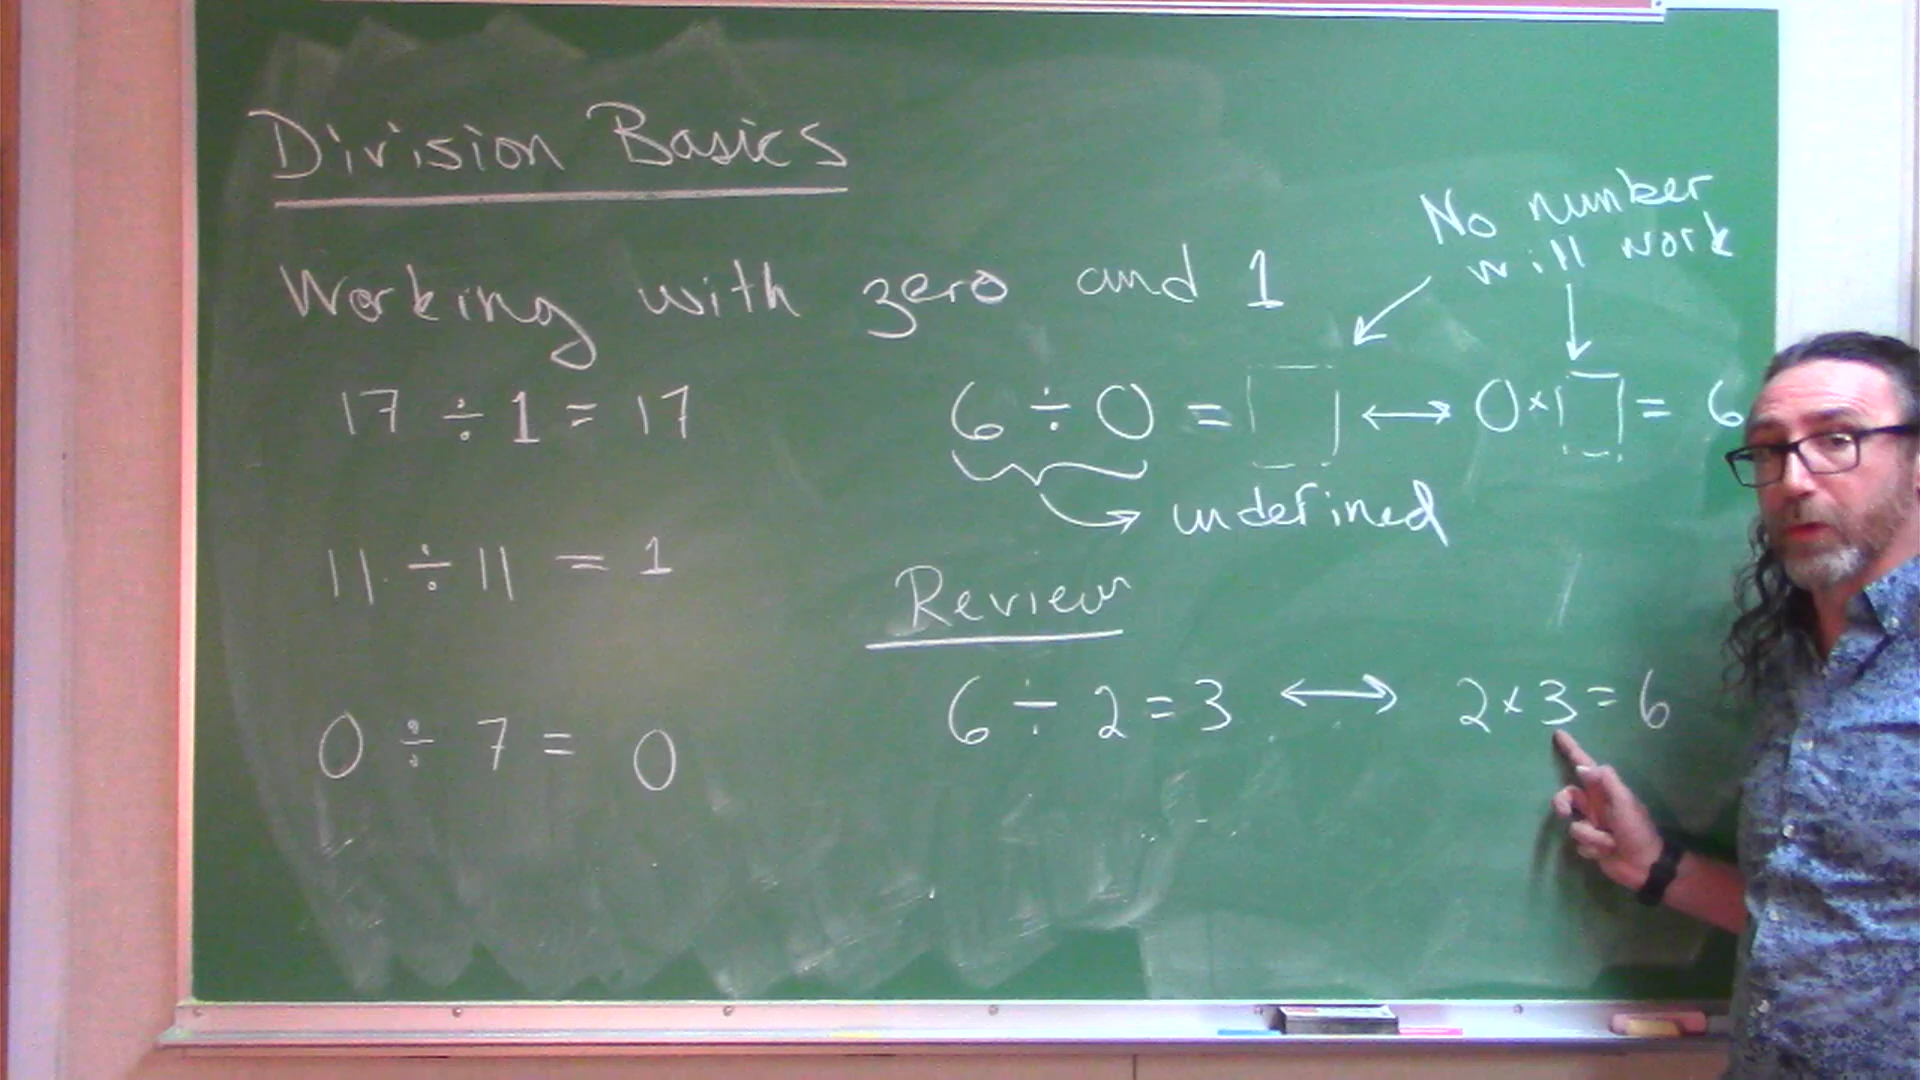 Division Basics
Working with zero and 1
17 ÷ 1 = 17
11 ÷ 11 = 1
0 ÷ 7 = 0
No number
will work
6 ÷ 0 = [ ] ↔ 0 × [ ] = 6
undefined
Review
6 ÷ 2 = 3 ↔ 2 × 3 = 6